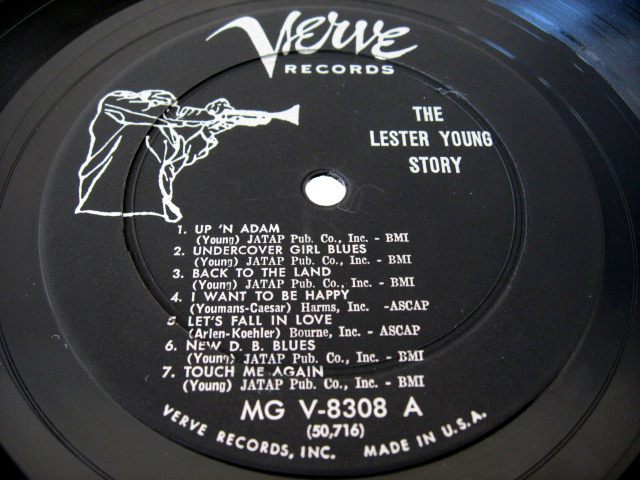 Verve
RECORDS
THE
LESTER YOUNG
STORY
1. UP 'N ADAM
(Young) JATAP Pub. Co., Inc. - BMI
2. UNDERCOVER GIRL BLUES
(Young) JATAP Pub. Co., Inc. - BMI
3. BACK TO THE LAND
(Young) JATAP Pub. Co., Inc. - BMI
4. I WANT TO BE HAPPY
(Youmans-Caesar) Harms, Inc. -ASCAP
5. LET'S FALL IN LOVE
(Arlen-Koehler) Bourne, Inc. - ASCAP
6. NEW D. B. BLUES
(Young) JATAP Pub. Co., Inc. - BMI
7. TOUCH ME AGAIN
(Young) JATAP Pub. Co., Inc. - BMI
MG V-8308 A
(50,716)
VERVE RECORDS, INC. MADE IN U.S.A.